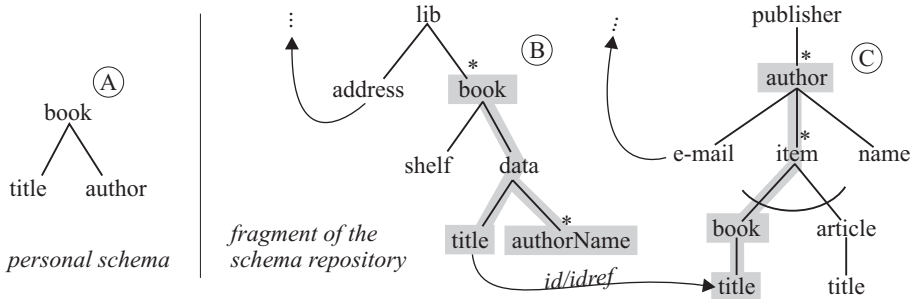 A
book
title author
personal schema
...
lib
B
address
*
book
shelf data
title
*
authorName
fragment of the
schema repository
id/idref
...
publisher
*
author
C
e-mail
*
item
name
book article
title title